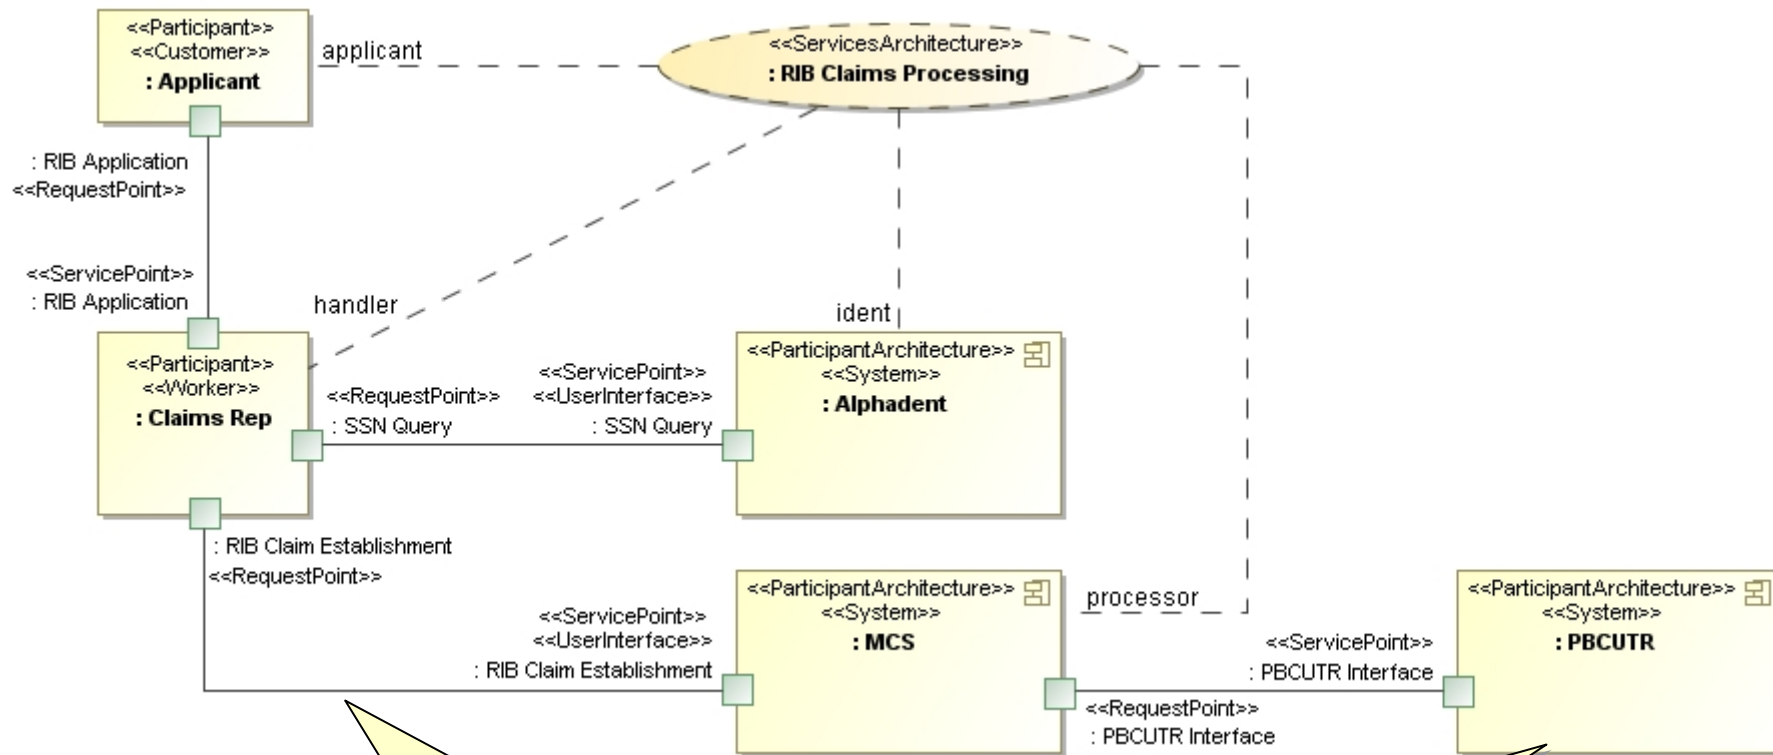 <<Participant>>
<<Customer>>
: Applicant
applicant
<<ServicesArchitecture>>
: RIB Claims Processing
: RIB Application
<<RequestPoint>>
<<ServicePoint>>
: RIB Application
handler
ident
<<Participant>>
<<Worker>>
: Claims Rep
<<RequestPoint>>
: SSN Query
<<ServicePoint>>
<<UserInterface>>
: SSN Query
<<ParticipantArchitecture>>
<<System>>
: Alphadent
: RIB Claim Establishment
<<RequestPoint>>
<<ServicePoint>>
<<UserInterface>>
: RIB Claim Establishment
<<ParticipantArchitecture>>
<<System>>
: MCS
processor
<<RequestPoint>>
: PBCUTR Interface
<<ServicePoint>>
: PBCUTR Interface
<<ParticipantArchitecture>>
<<System>>
: PBCUTR